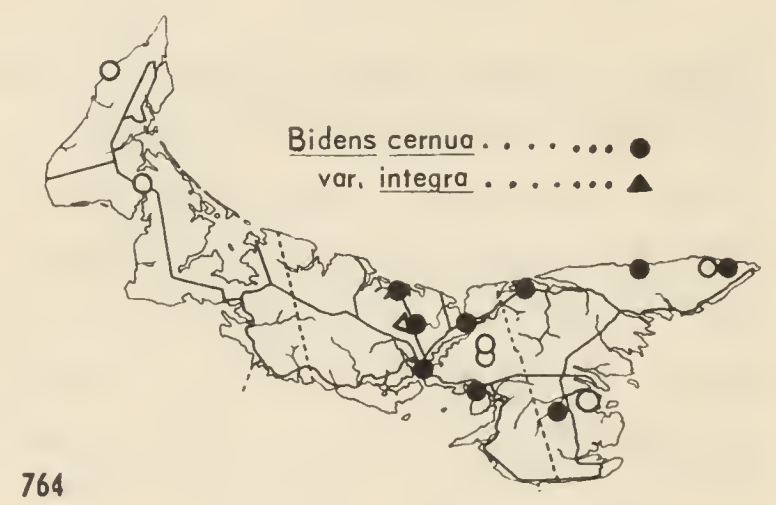 Bidens cernua . . . . . . . ●
var. integra . . . . . . . ▲
764